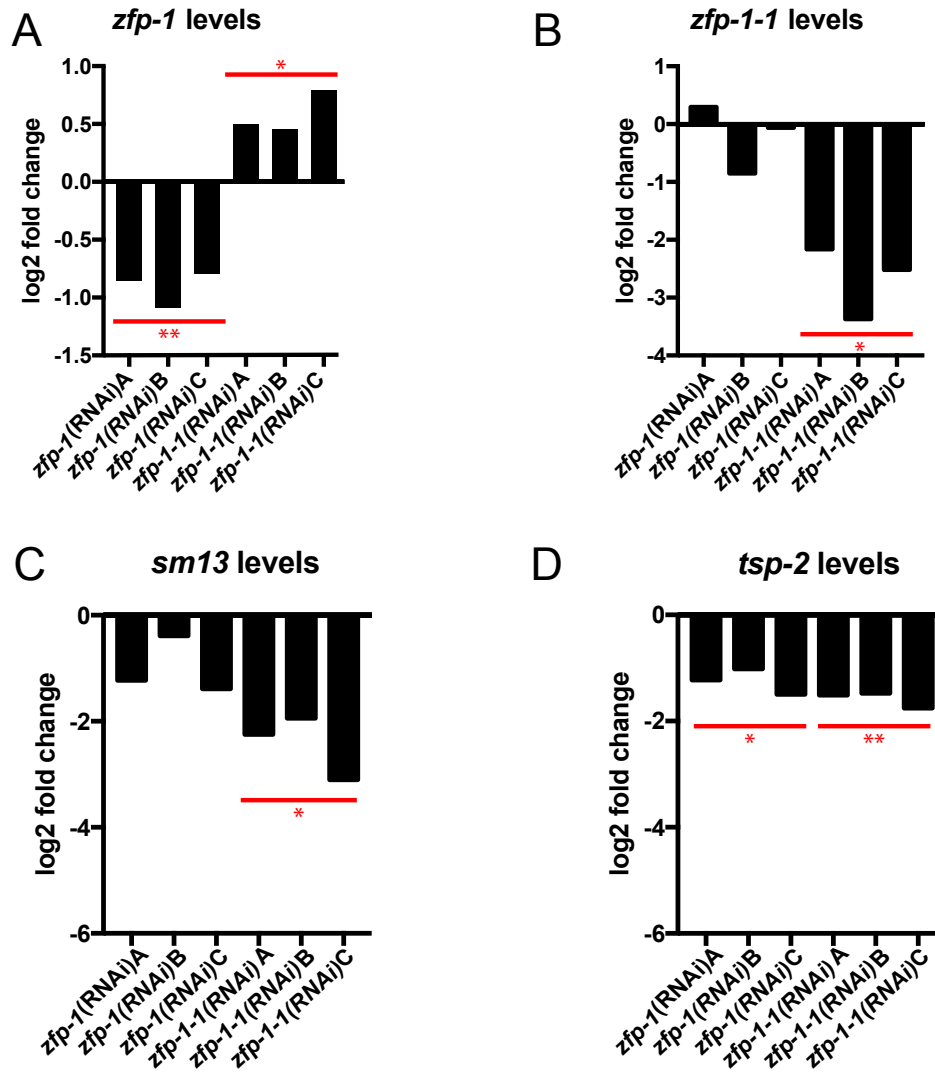 A
zfp-1 levels
log2 fold change
1.0
0.5
0.0
-0.5
-1.0
-1.5
*
**
zfp-1(RNAi)A
zfp-1(RNAi)B
zfp-1(RNAi)C
zfp-1-1(RNAi)A
zfp-1-1(RNAi)B
zfp-1-1(RNAi)C
B
zfp-1-1 levels
log2 fold change
1
0
-1
-2
-3
-4
*
zfp-1(RNAi)A
zfp-1(RNAi)B
zfp-1(RNAi)C
zfp-1-1(RNAi)A
zfp-1-1(RNAi)B
zfp-1-1(RNAi)C
C
sm13 levels
log2 fold change
0
-2
-4
-6
*
zfp-1(RNAi)A
zfp-1(RNAi)B
zfp-1(RNAi)C
zfp-1-1(RNAi)A
zfp-1-1(RNAi)B
zfp-1-1(RNAi)C
D
tsp-2 levels
log2 fold change
0
-2
-4
-6
*
**
zfp-1(RNAi)A
zfp-1(RNAi)B
zfp-1(RNAi)C
zfp-1-1(RNAi)A
zfp-1-1(RNAi)B
zfp-1-1(RNAi)C